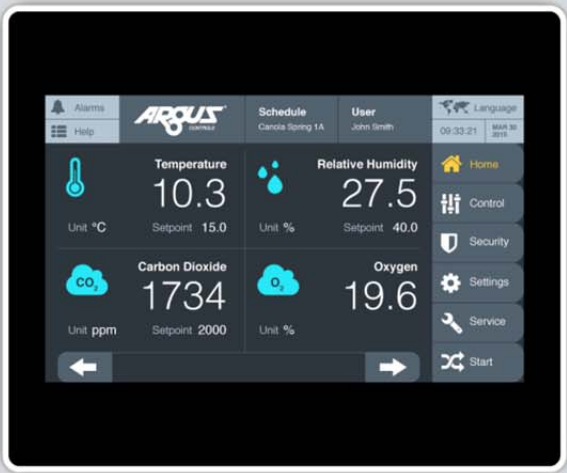 Alarms
Help
ARGUS
CONTROLS
Schedule
Canola Spring 1A
User
John Smith
Language
09:33:21
MAR 30
2015
Temperature
10.3
Unit °C
Setpoint 15.0
Relative Humidity
27.5
Unit %
Setpoint 40.0
Carbon Dioxide
CO2
1734
Unit ppm
Setpoint 2000
Oxygen
O2
19.6
Unit %
Home
Control
Security
Settings
Service
Start